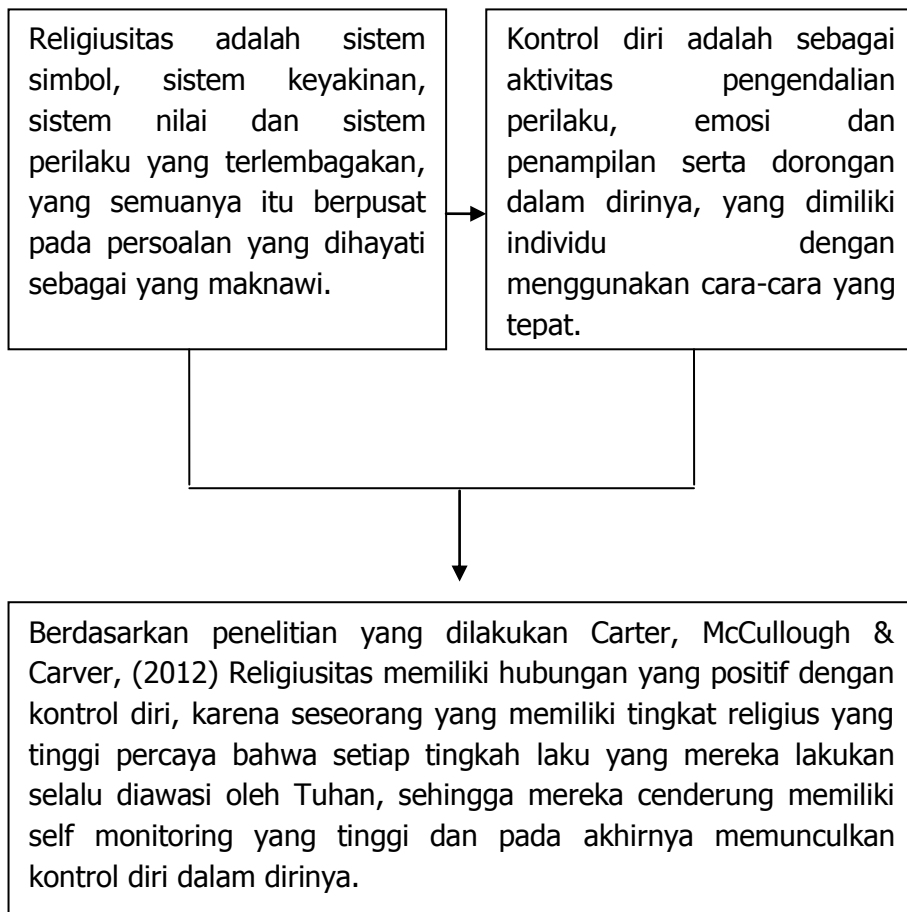 Religiusitas adalah sistem
simbol, sistem keyakinan,
sistem nilai dan sistem
perilaku yang terlembagakan,
yang semuanya itu berpusat
pada persoalan yang dihayati
sebagai yang maknawi.
Kontrol diri adalah sebagai
aktivitas pengendalian
perilaku, emosi dan
penampilan serta dorongan
dalam dirinya, yang dimiliki
individu dengan
menggunakan cara-cara yang
tepat.
Berdasarkan penelitian yang dilakukan Carter, McCullough &
Carver, (2012) Religiusitas memiliki hubungan yang positif dengan
kontrol diri, karena seseorang yang memiliki tingkat religius yang
tinggi percaya bahwa setiap tingkah laku yang mereka lakukan
selalu diawasi oleh Tuhan, sehingga mereka cenderung memiliki
self monitoring yang tinggi dan pada akhirnya memunculkan
kontrol diri dalam dirinya.